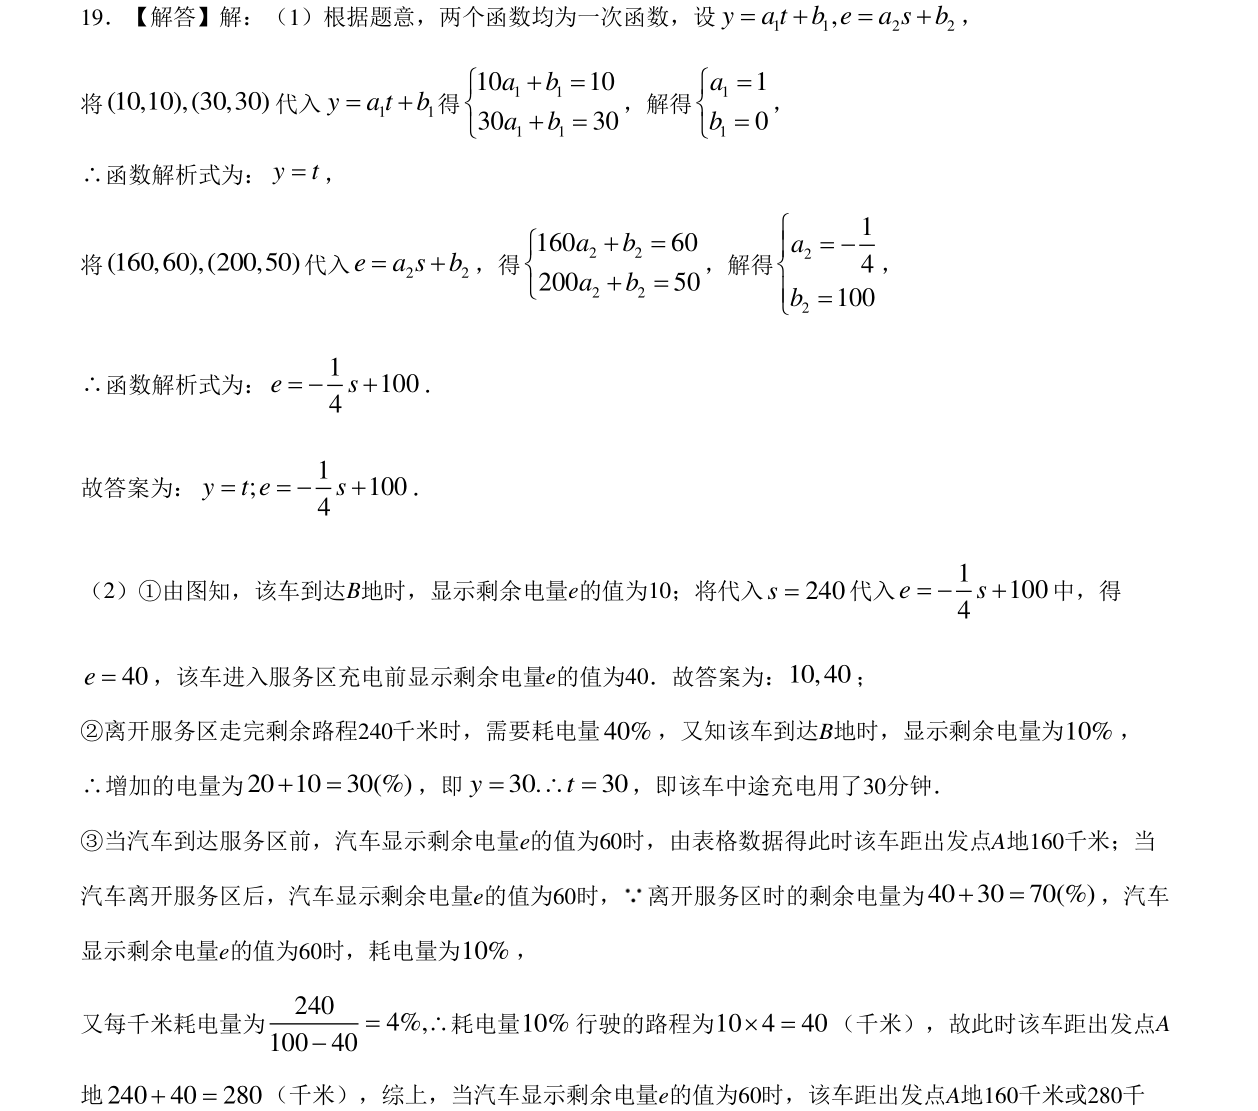 19．【解答】解：（1）根据题意，两个函数均为一次函数，设 y = a₁t + b₁, e = a₂s + b₂，
将 (10,10),(30,30) 代入 y = a₁t + b₁ 得 {10a₁ + b₁ = 10 30a₁ + b₁ = 30，解得 {a₁ = 1 b₁ = 0，
∴函数解析式为：y = t，
将 (160,60),(200,50) 代入 e = a₂s + b₂，得 {160a₂ + b₂ = 60 200a₂ + b₂ = 50，解得 {a₂ = −1/4 b₂ = 100，
∴函数解析式为：e = −1/4 s + 100．
故答案为：y = t; e = −1/4 s + 100．
（2）①由图知，该车到达B地时，显示剩余电量e的值为10；将代入 s = 240 代入 e = −1/4 s + 100 中，得
e = 40，该车进入服务区充电前显示剩余电量e的值为40．故答案为：10, 40；
②离开服务区走完剩余路程240千米时，需要耗电量 40%，又知该车到达B地时，显示剩余电量为10%，
∴增加的电量为 20 + 10 = 30(%)，即 y = 30.∴t = 30，即该车中途充电用了30分钟．
③当汽车到达服务区前，汽车显示剩余电量e的值为60时，由表格数据得此时该车距出发点A地160千米；当
汽车离开服务区后，汽车显示剩余电量e的值为60时，∵离开服务区时的剩余电量为 40 + 30 = 70(%)，汽车
显示剩余电量e的值为60时，耗电量为10%，
又每千米耗电量为 240/(100 − 40) = 4%,∴耗电量10% 行驶的路程为10 × 4 = 40（千米），故此时该车距出发点A
地 240 + 40 = 280（千米），综上，当汽车显示剩余电量e的值为60时，该车距出发点A地160千米或280千